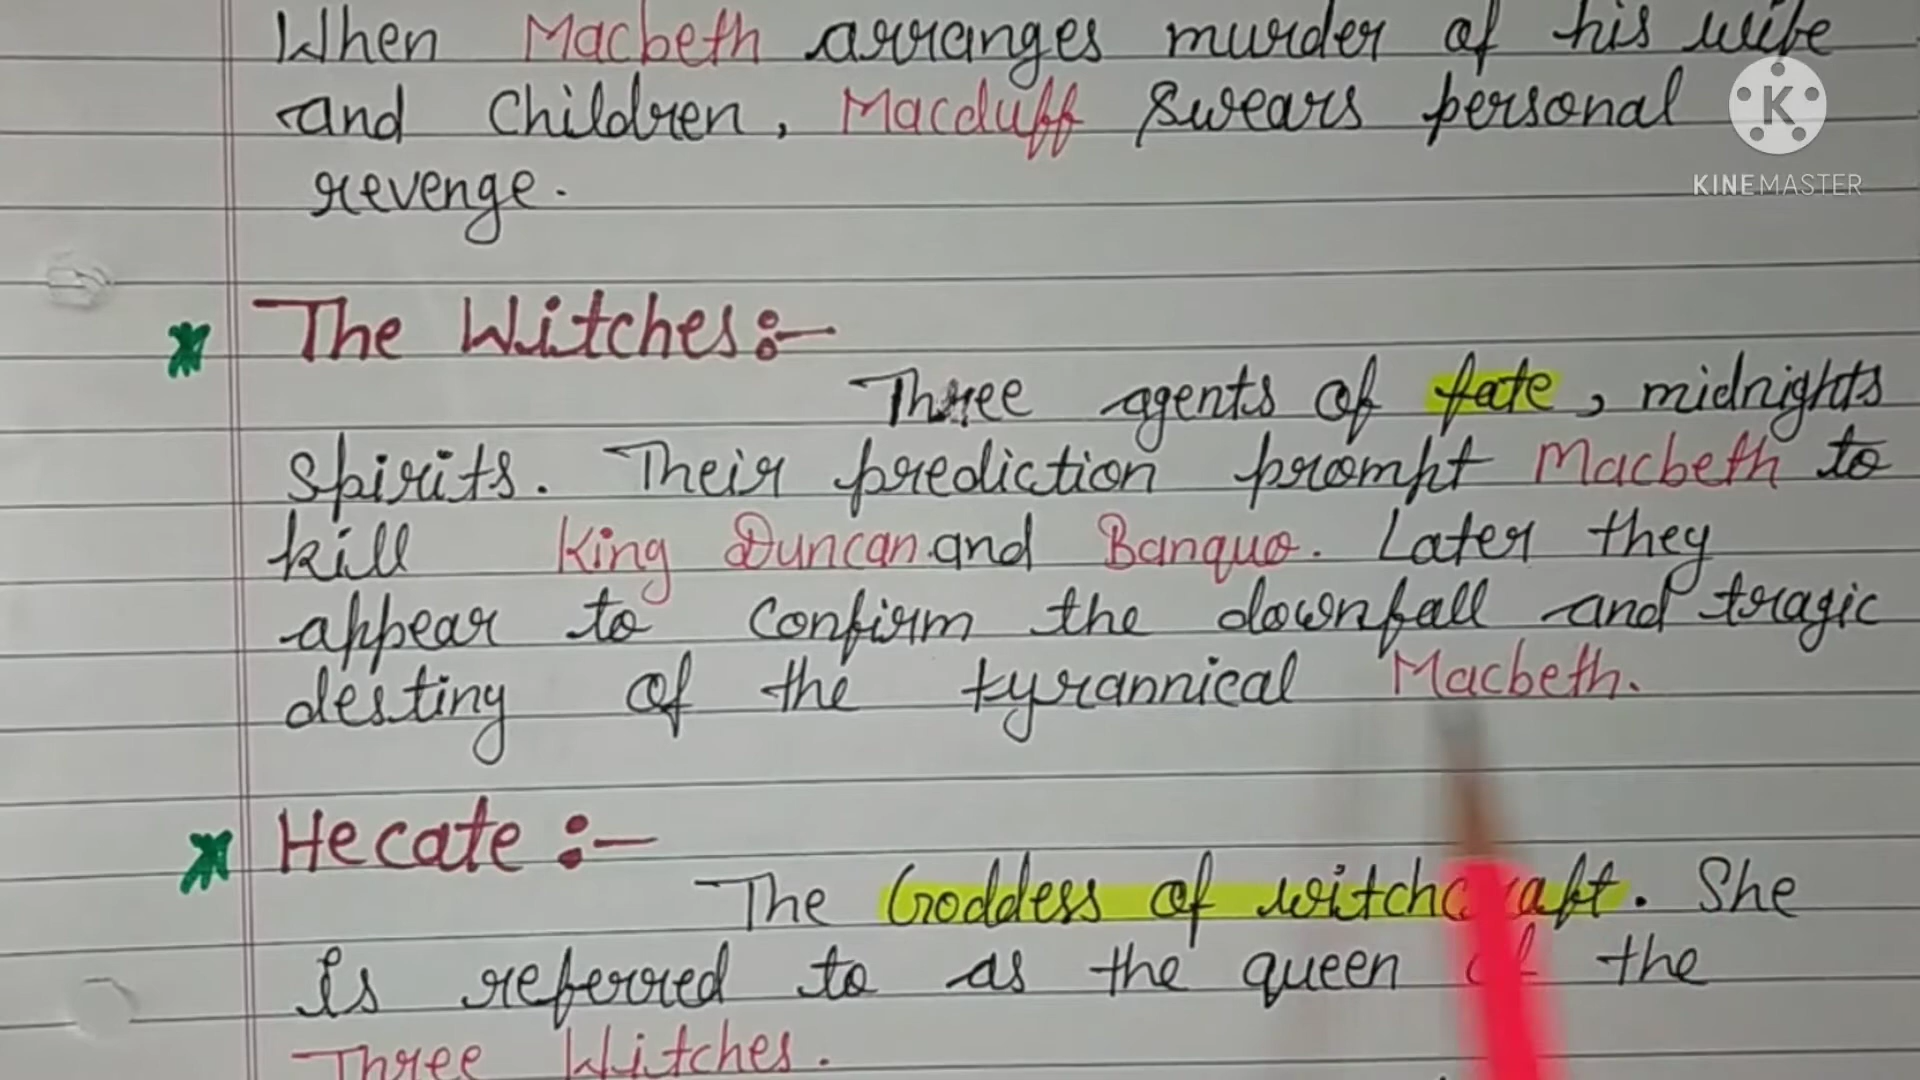 When Macbeth arranges murder of his wife
and children, Macduff swears personal
revenge.
K
KINEMASTER
The Witches:-
Three agents of fate, midnights
spirits. Their prediction prompt Macbeth to
kill King Duncan and Banquo. Later they
appear to confirm the downfall and tragic
destiny of the tyrannical Macbeth.
Hecate :-
The Goddess of witchcraft. She
is referred to as the queen of the
Three Witches.